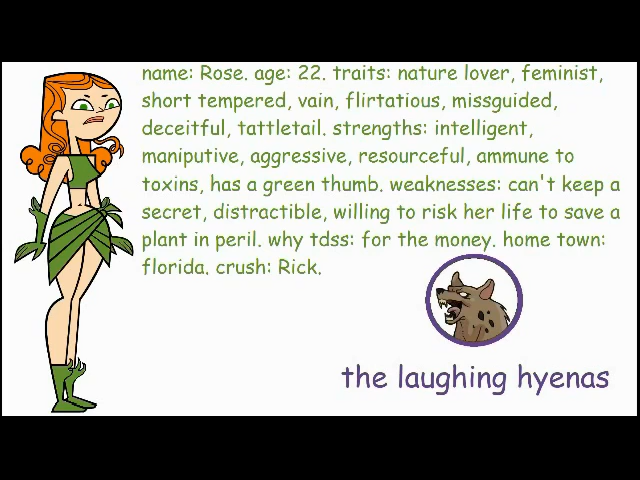 name: Rose. age: 22. traits: nature lover, feminist,
short tempered, vain, flirtatious, missguided,
deceitful, tattletail. strengths: intelligent,
maniputive, aggressive, resourceful, ammune to
toxins, has a green thumb. weaknesses: can't keep a
secret, distractible, willing to risk her life to save a
plant in peril. why tdss: for the money. home town:
florida. crush: Rick.
the laughing hyenas